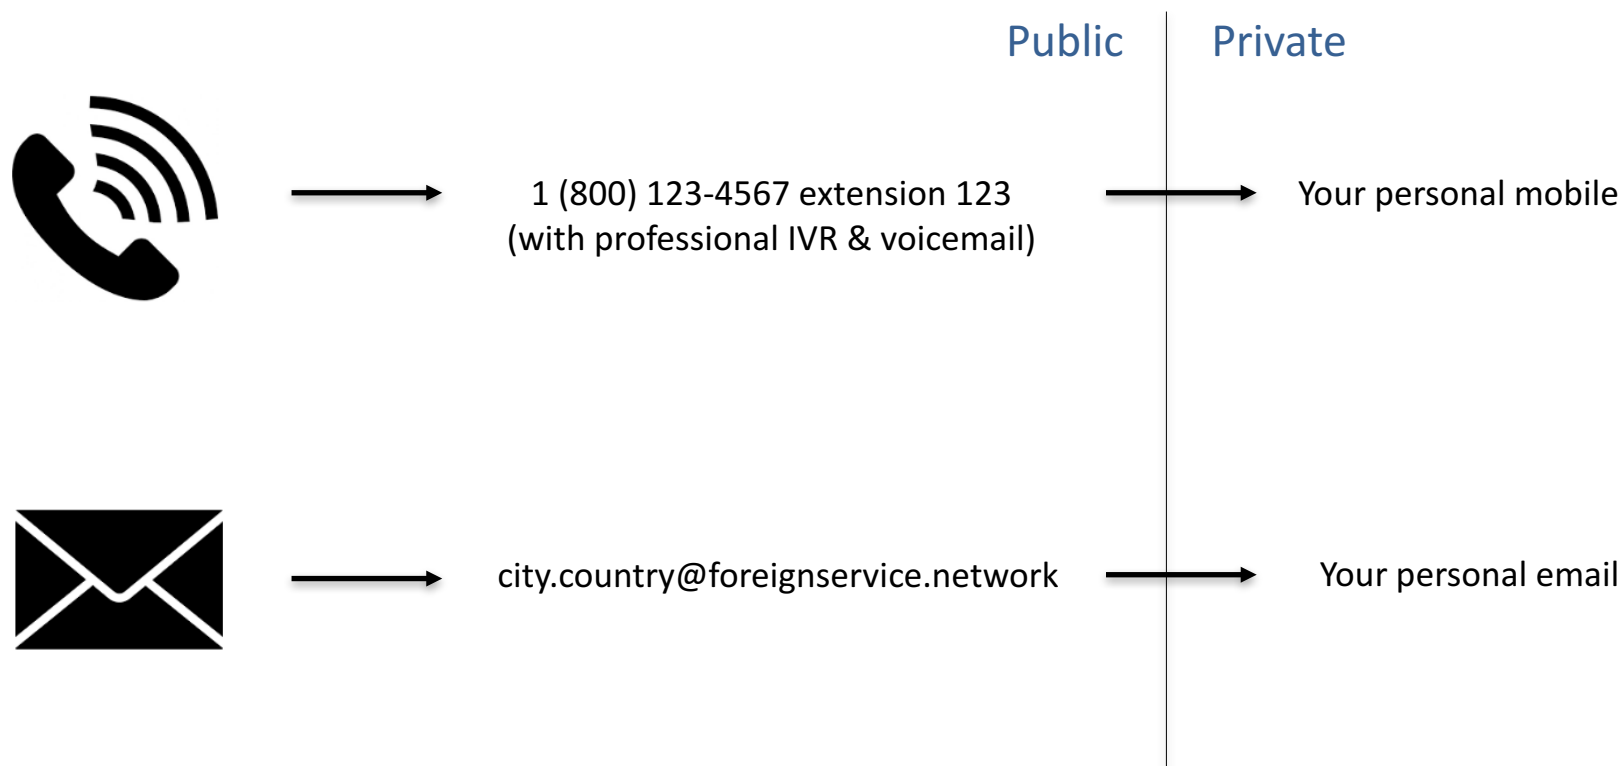 Public
Private
1 (800) 123-4567 extension 123
(with professional IVR & voicemail)
Your personal mobile
city.country@foreignservice.network
Your personal email